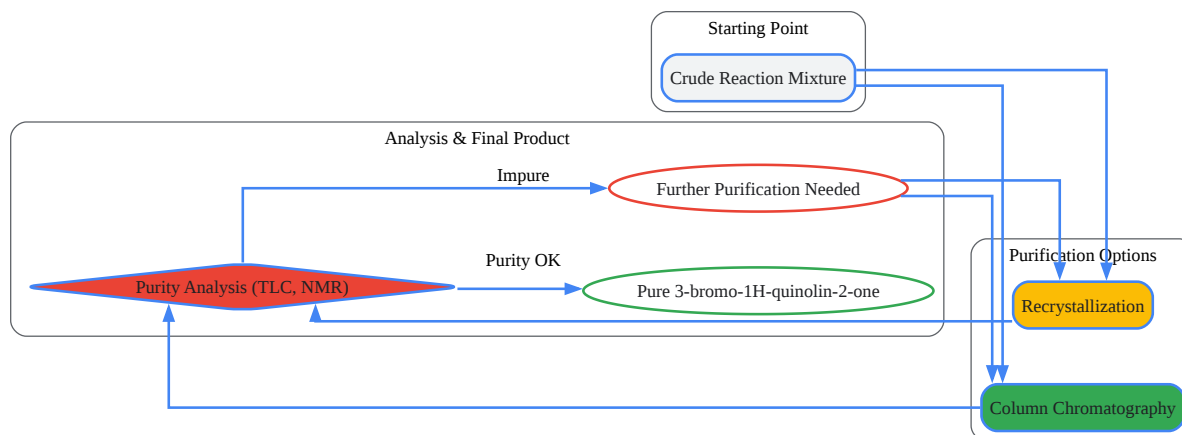 Starting Point
Crude Reaction Mixture
Analysis & Final Product
Impure
Further Purification Needed
Purity OK
Purity Analysis (TLC, NMR)
Pure 3-bromo-1H-quinolin-2-one
Purification Options
Recrystallization
Column Chromatography